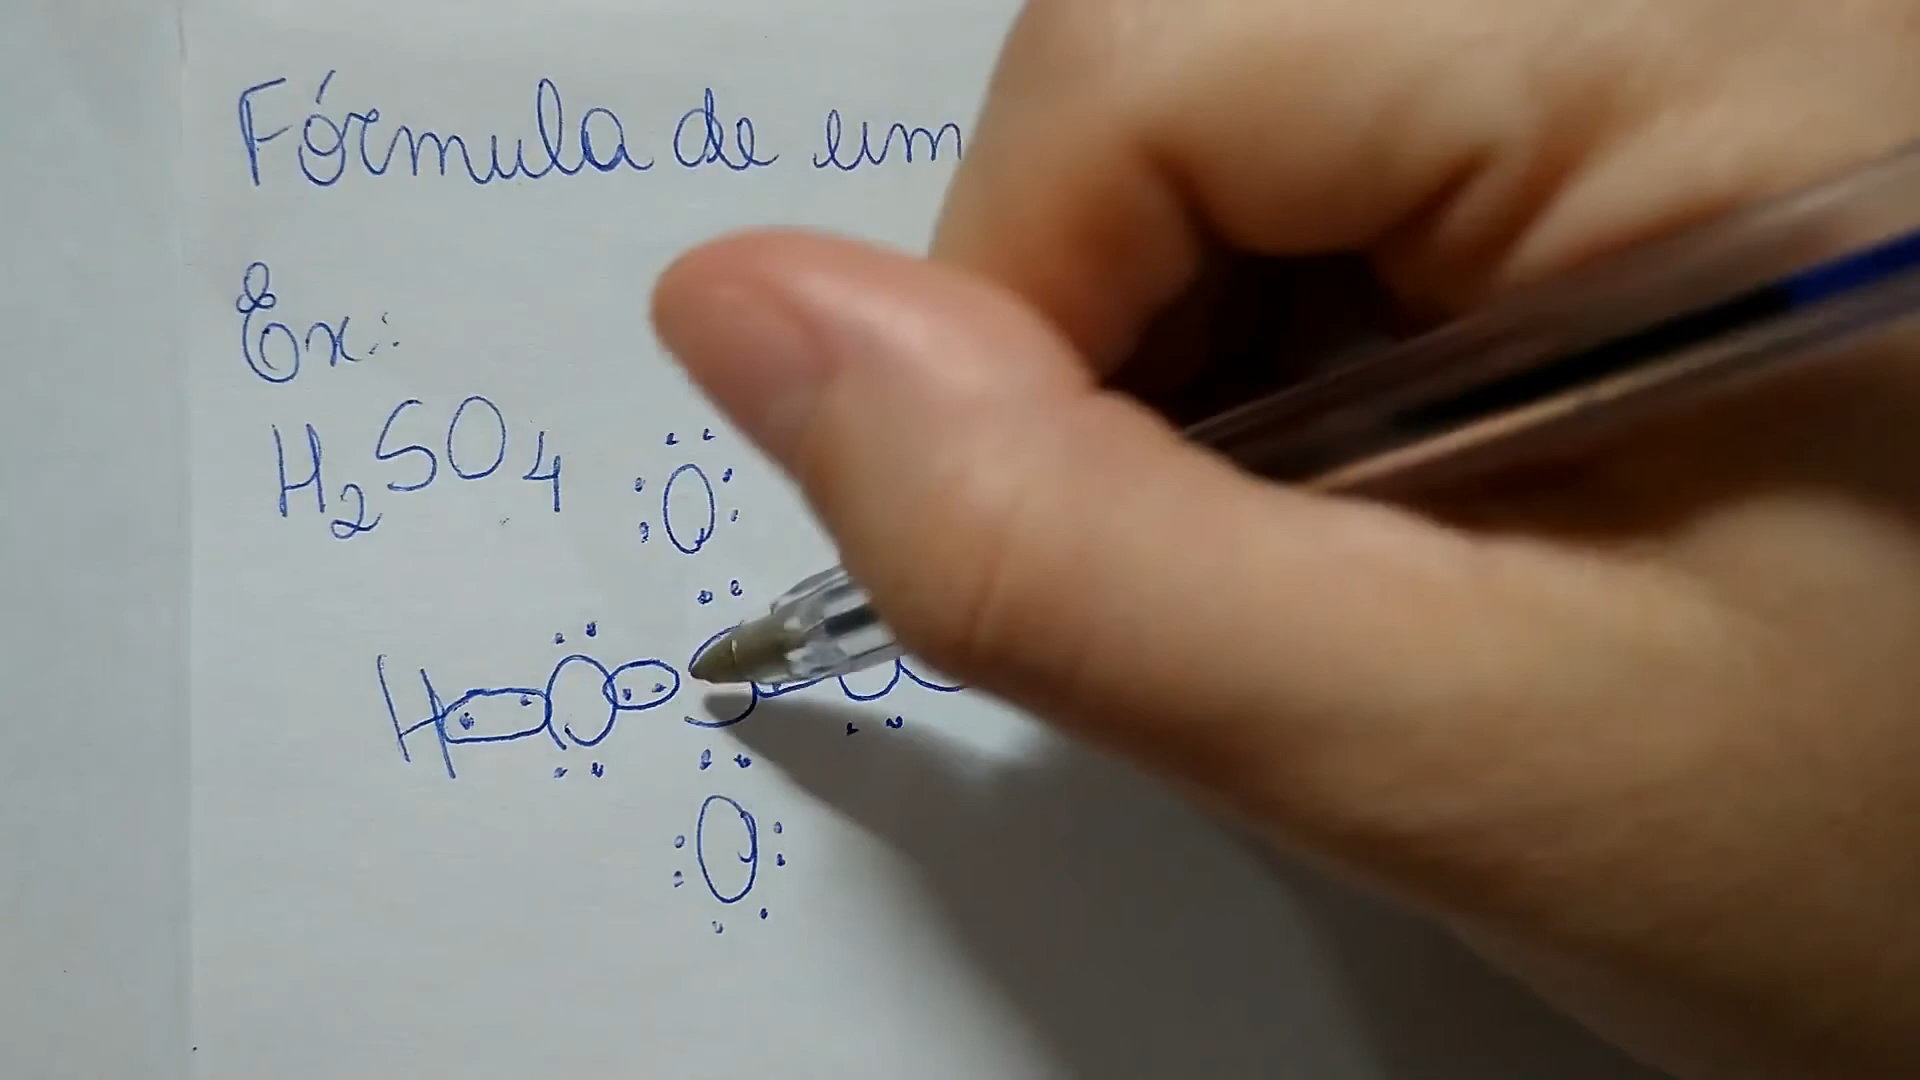 Fórmula de um
Ex:
H₂SO₄
O
H O S
O